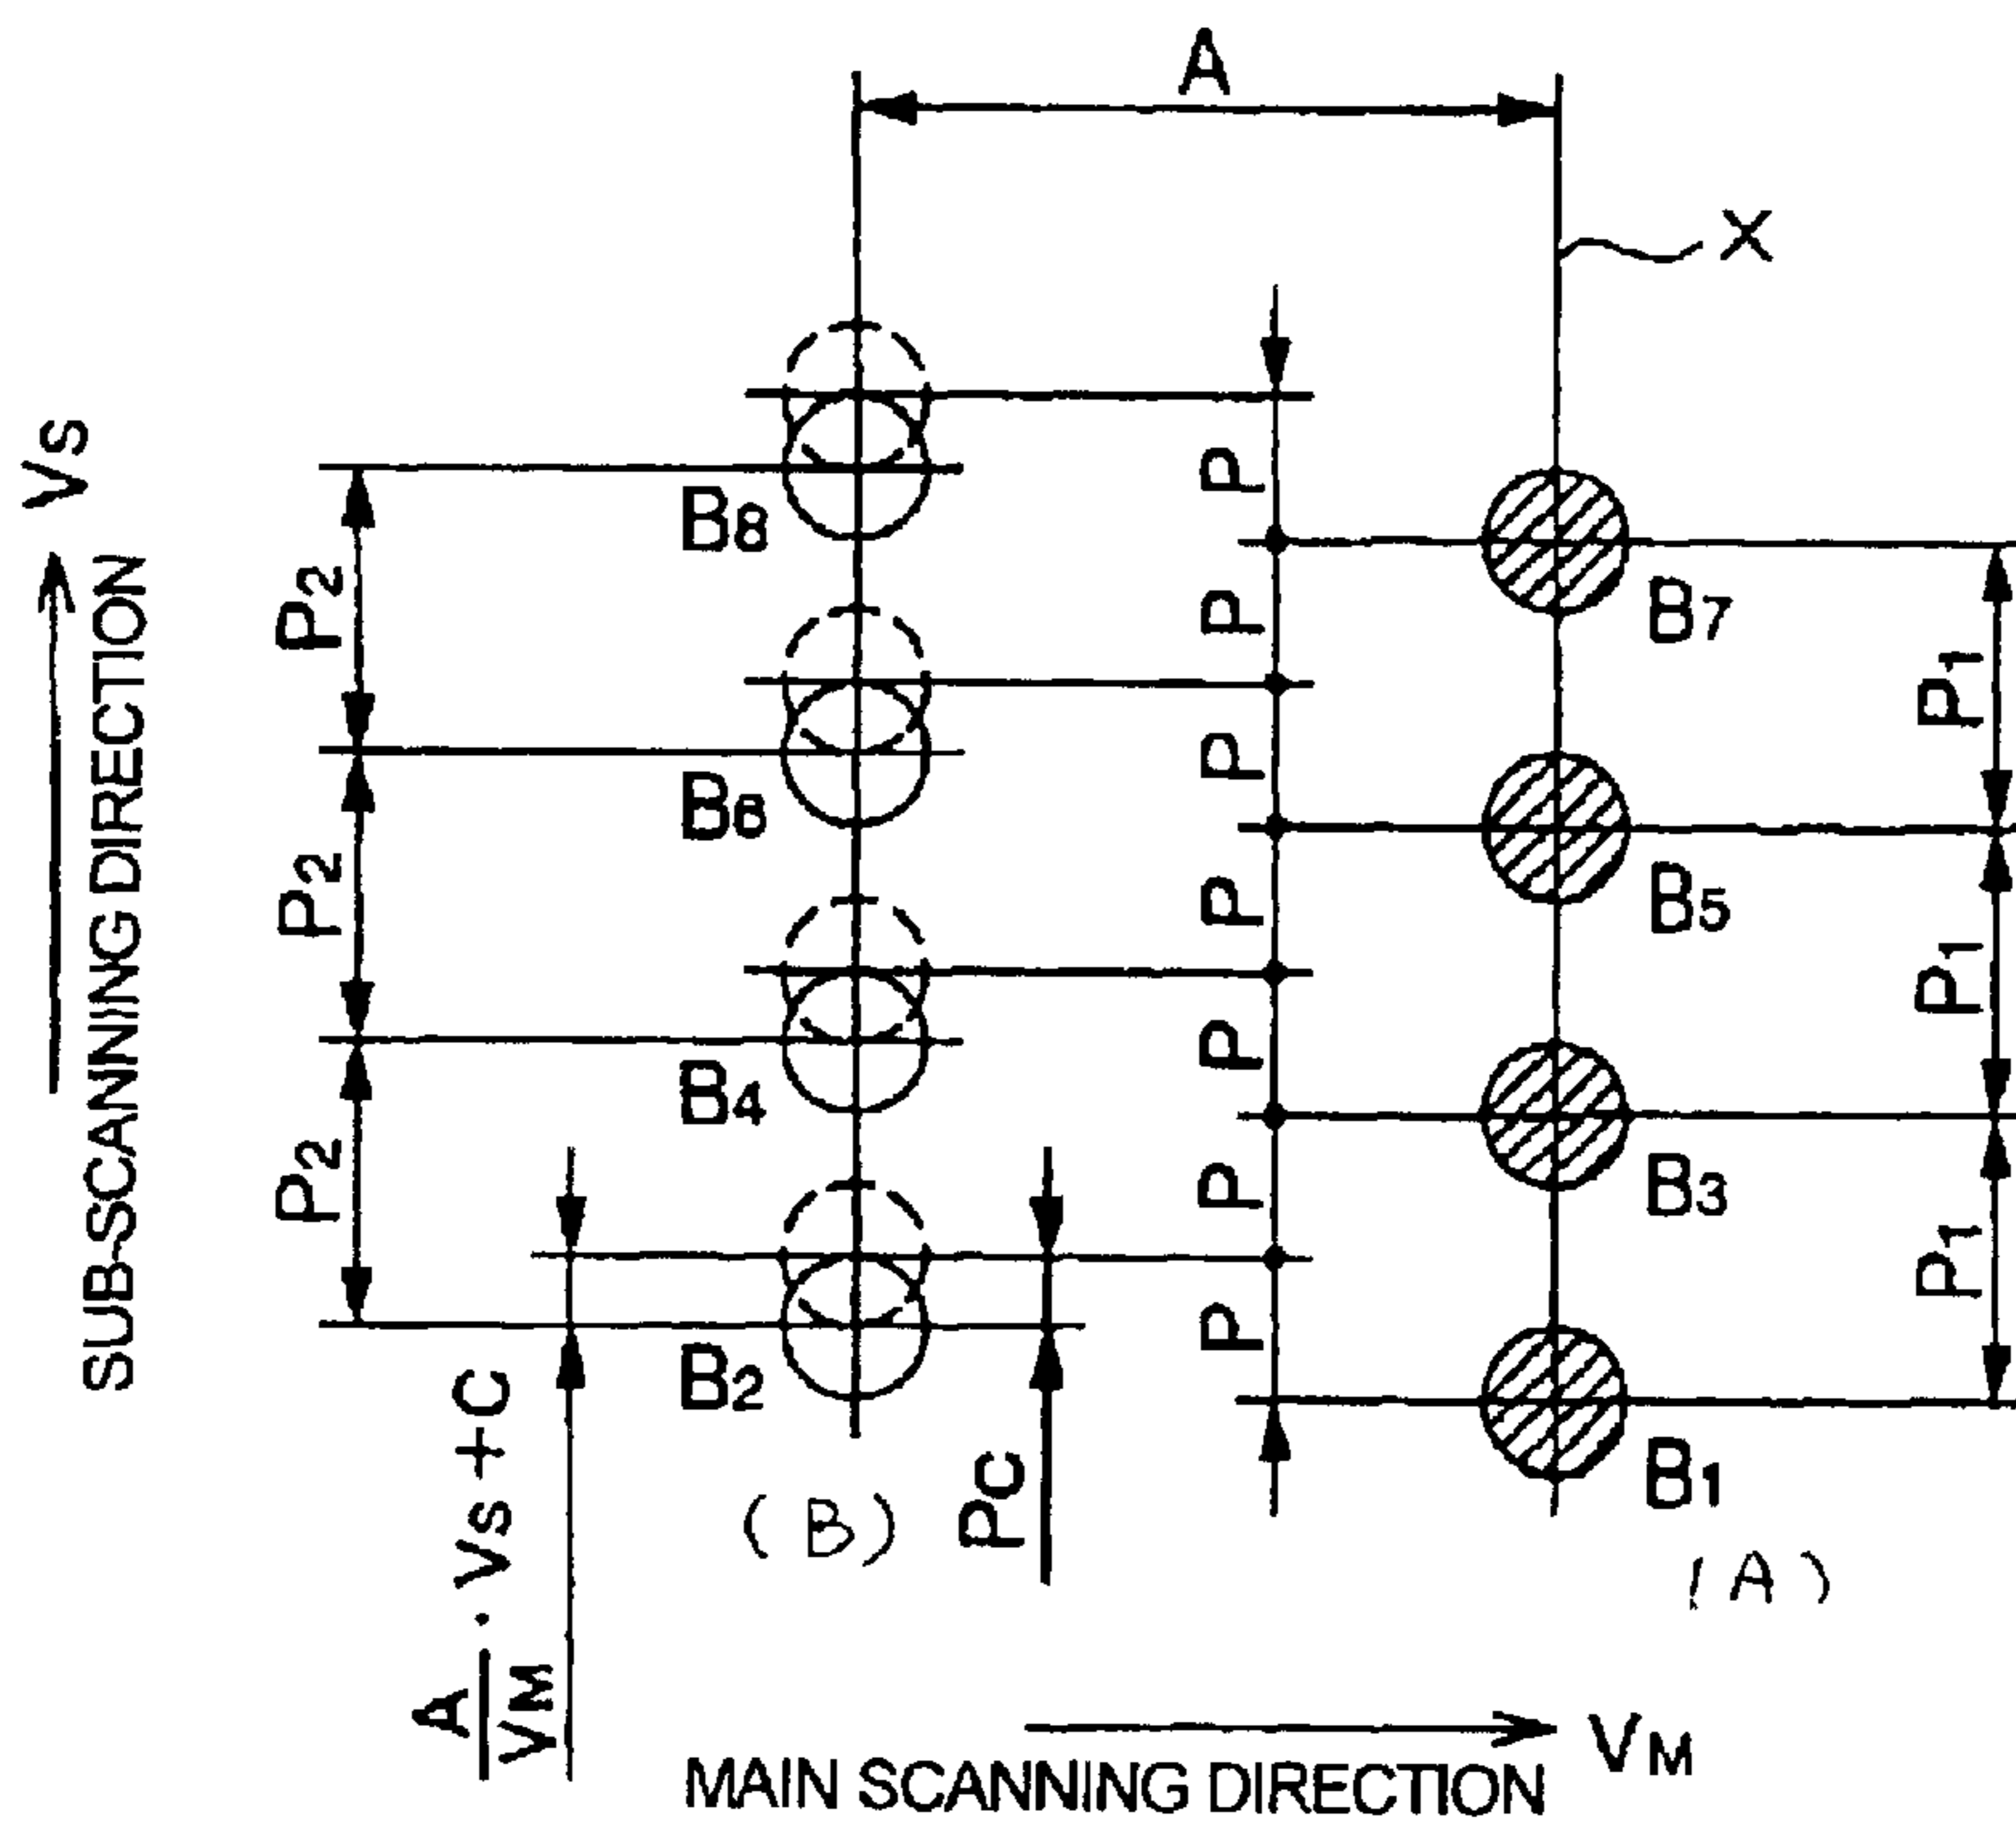 A
X
VS
SUB-SCANNING DIRECTION
P2
P2
P2
B8
B6
B4
B2
P
P
P
P
P
P
P
B7
B5
B3
B1
P1
P1
P1
A/VM · VS + C
PC
(B)
(A)
VM
MAIN SCANNING DIRECTION